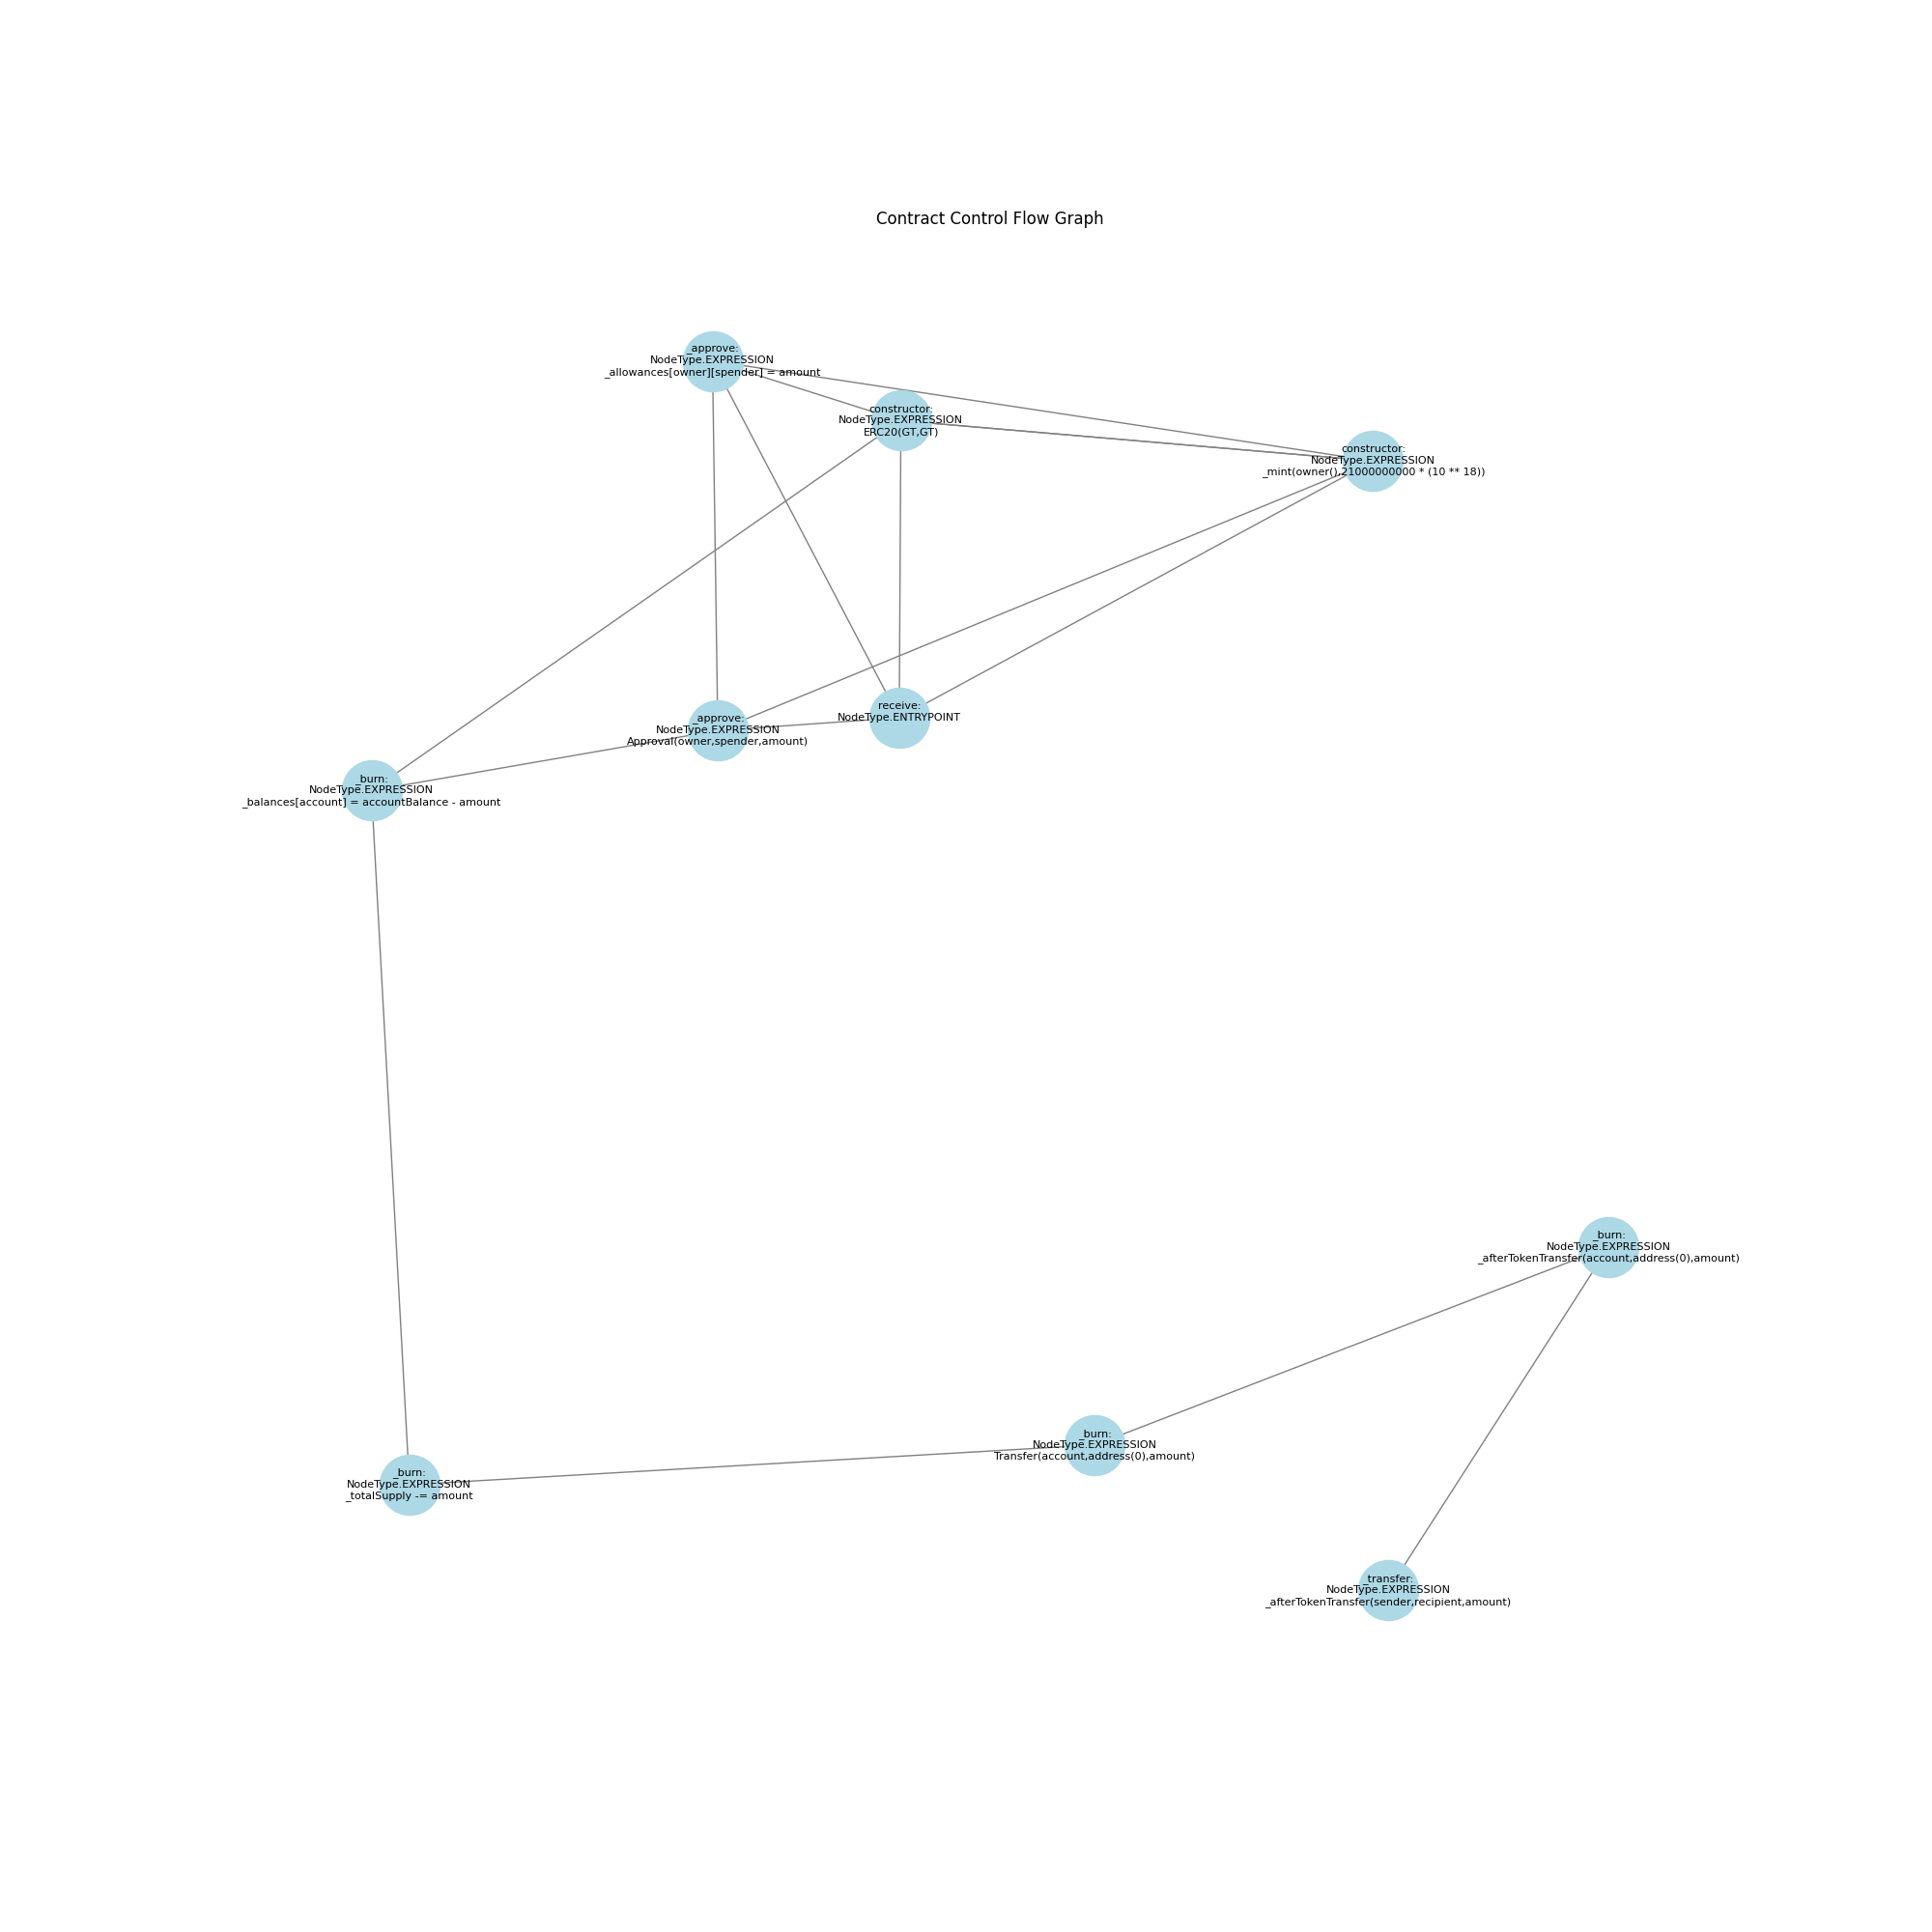 Contract Control Flow Graph
_approve:
NodeType.EXPRESSION
_allowances[owner][spender] = amount
constructor:
NodeType.EXPRESSION
ERC20(GT,GT)
constructor:
NodeType.EXPRESSION
_mint(owner(),21000000000 * (10 ** 18))
receive:
NodeType.ENTRYPOINT
_approve:
NodeType.EXPRESSION
Approval(owner,spender,amount)
_burn:
NodeType.EXPRESSION
_balances[account] = accountBalance - amount
_burn:
NodeType.EXPRESSION
_afterTokenTransfer(account,address(0),amount)
_burn:
NodeType.EXPRESSION
Transfer(account,address(0),amount)
_burn:
NodeType.EXPRESSION
_totalSupply -= amount
_transfer:
NodeType.EXPRESSION
_afterTokenTransfer(sender,recipient,amount)